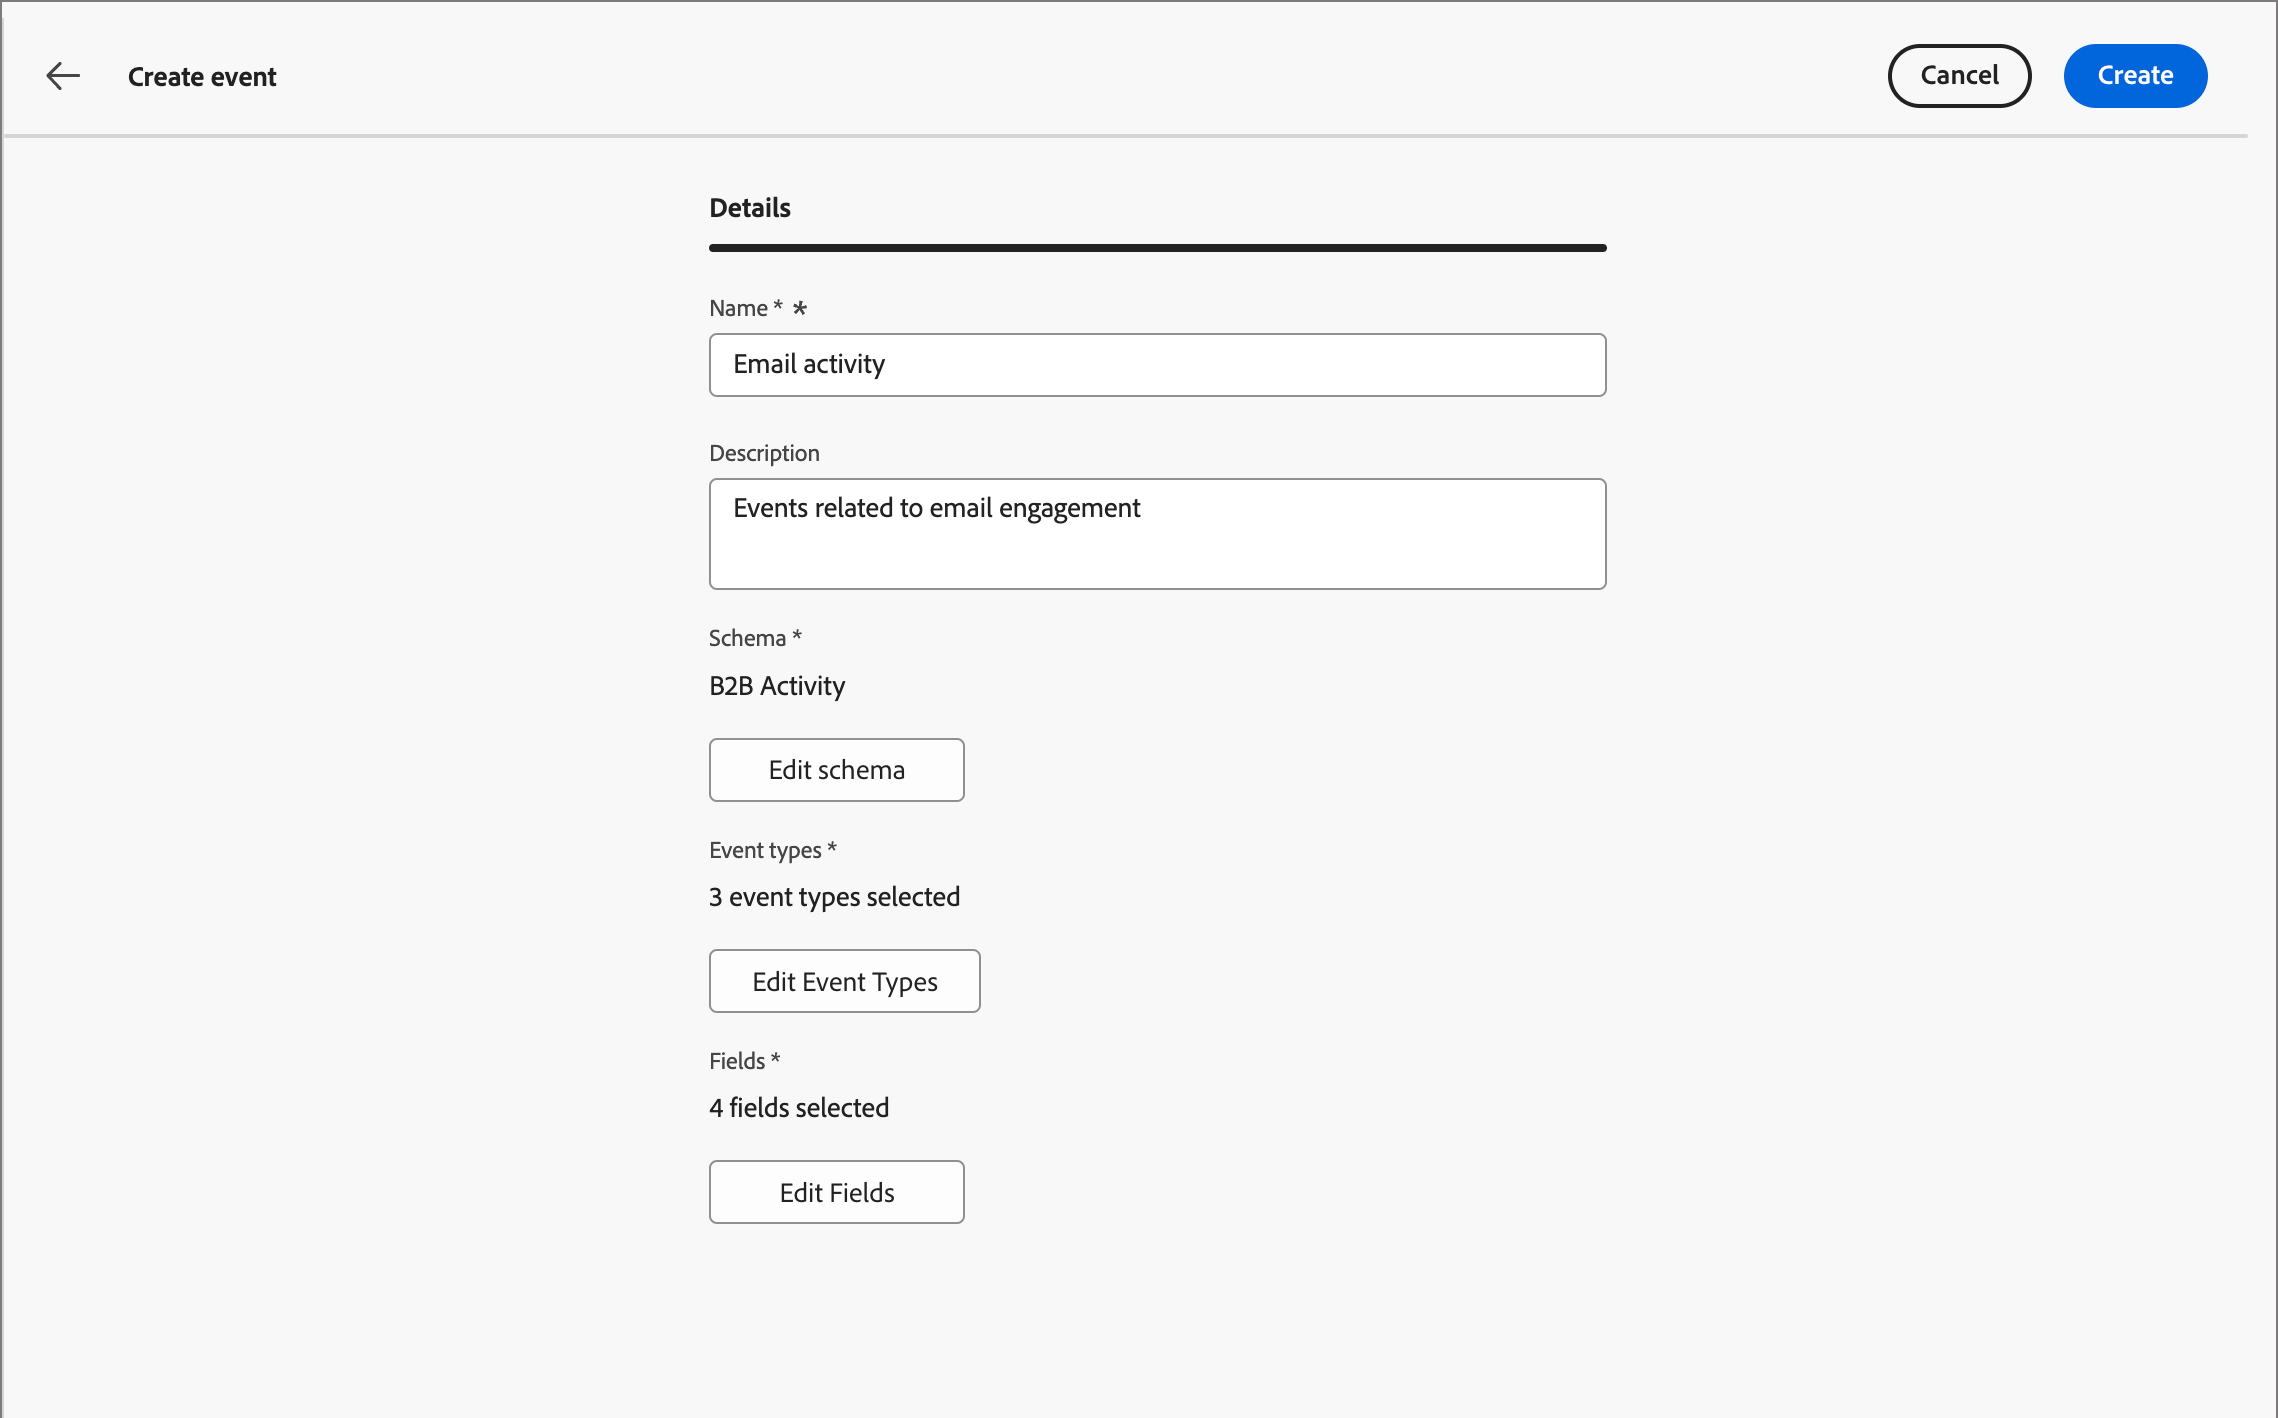 Create event
Cancel
Create
Details
Name * *
Email activity
Description
Events related to email engagement
Schema *
B2B Activity
Edit schema
Event types *
3 event types selected
Edit Event Types
Fields *
4 fields selected
Edit Fields